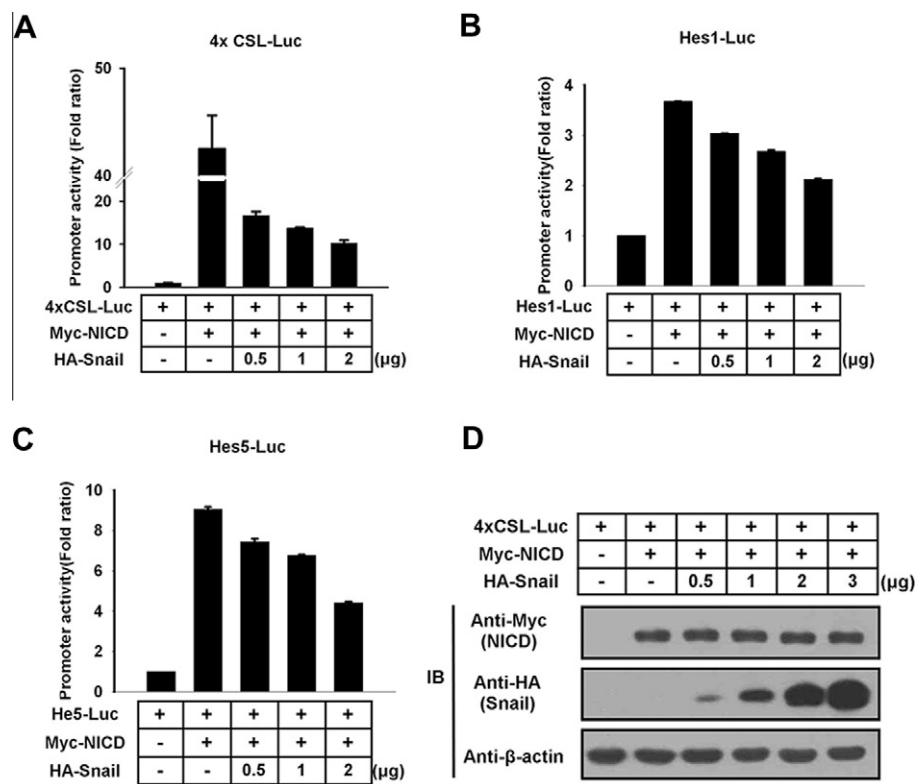 A
4x CSL-Luc
Promoter activity (Fold ratio)
50
40
20
10
0
4xCSL-Luc + + + + +
Myc-NICD - + + + +
HA-Snail - - 0.5 1 2 (μg)
B
Hes1-Luc
Promoter activity(Fold ratio)
4
3
2
1
0
Hes1-Luc + + + + +
Myc-NICD - + + + +
HA-Snail - - 0.5 1 2 (μg)
C
Hes5-Luc
Promoter activity(Fold ratio)
10
8
6
4
2
0
He5-Luc + + + + +
Myc-NICD - + + + +
HA-Snail - - 0.5 1 2 (μg)
D
4xCSL-Luc + + + + + +
Myc-NICD - + + + + +
HA-Snail - - 0.5 1 2 3 (μg)
IB
Anti-Myc
(NICD)
Anti-HA
(Snail)
Anti-β-actin